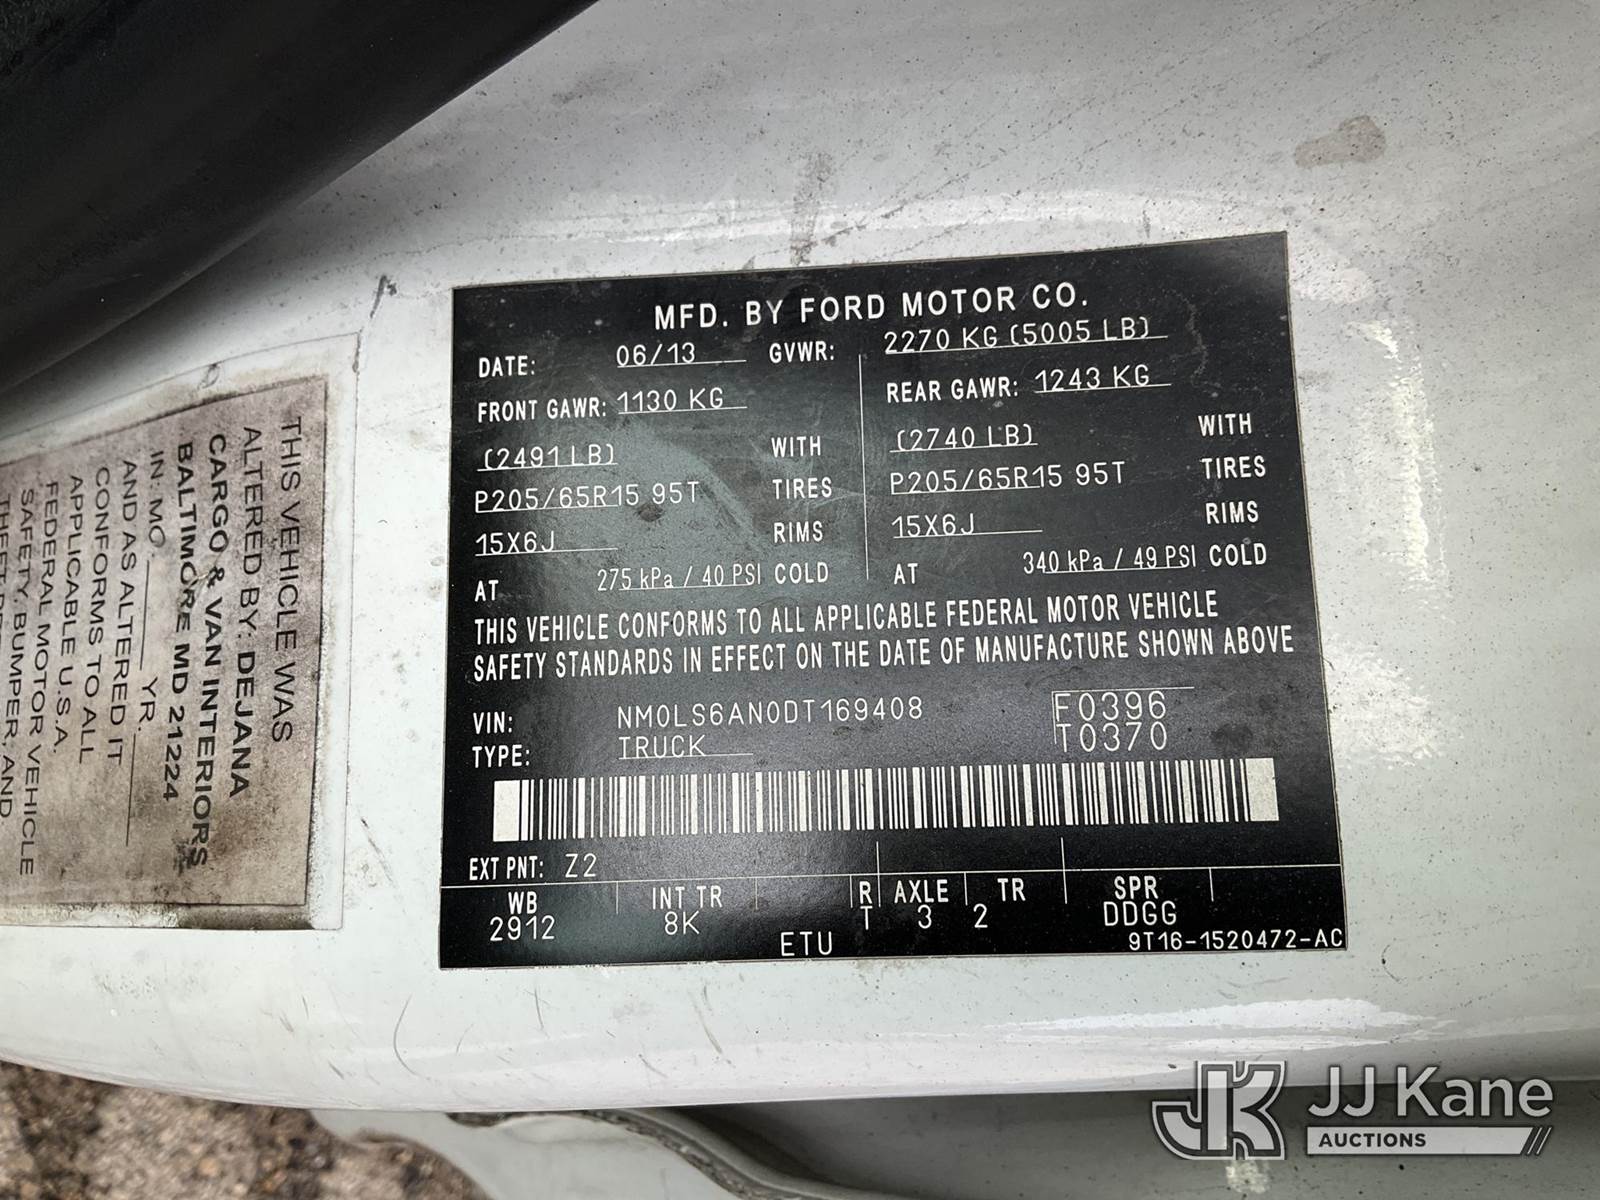 MFD. BY FORD MOTOR CO.
DATE: 06/13 GVWR: 2270 KG (5005 LB)
FRONT GAWR: 1130 KG REAR GAWR: 1243 KG
(2491 LB) WITH (2740 LB) WITH
P205/65R15 95T TIRES P205/65R15 95T TIRES
15X6J RIMS 15X6J RIMS
AT 275 kPa / 40 PSI COLD AT 340 kPa / 49 PSI COLD
THIS VEHICLE CONFORMS TO ALL APPLICABLE FEDERAL MOTOR VEHICLE
SAFETY STANDARDS IN EFFECT ON THE DATE OF MANUFACTURE SHOWN ABOVE
VIN: NM0LS6AN0DT169408 F0396
TYPE: TRUCK T0370
EXT PNT: Z2
WB INT TR R AXLE TR SPR
2912 8K T 3 2 DDGG
ETU 9T16-1520472-AC
THIS VEHICLE WAS
ALTERED BY: DEJANA
CARGO & VAN INTERIORS
BALTIMORE MD 21224
IN: MO. YR.
AND AS ALTERED IT
CONFORMS TO ALL
APPLICABLE U.S.A.
FEDERAL MOTOR VEHICLE
SAFETY, BUMPER, AND
JJ Kane
AUCTIONS